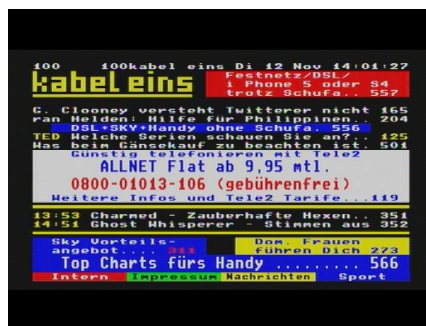 100 100kabel eins Di 12 Nov 14:01:27
kabel eins
Festnetz/DSL/
i Phone 5 oder S4
trotz Schufa.. 557
G. Clooney versteht Twitterer nicht 165
ran Helden: Hilfe für Philippinen.. 204
DSL+SKY+Handy ohne Schufa. 556
TED Welche Serien schauen Sie an?.. 125
Was beim Gänsekauf zu beachten ist. 501
Günstig telefonieren mit Tele2
ALLNET Flat ab 9,95 mtl.
0800-01013-106 (gebührenfrei)
Weitere Infos und Tele2 Tarife...119
13:53 Charmed - Zauberhafte Hexen.. 351
14:51 Ghost Whisperer - Stimmen aus 352
Sky Vorteils-
angebot.... 311
Dom. Frauen
führen Dich 273
Top Charts fürs Handy ......... 566
Intern Impressum Nachrichten Sport